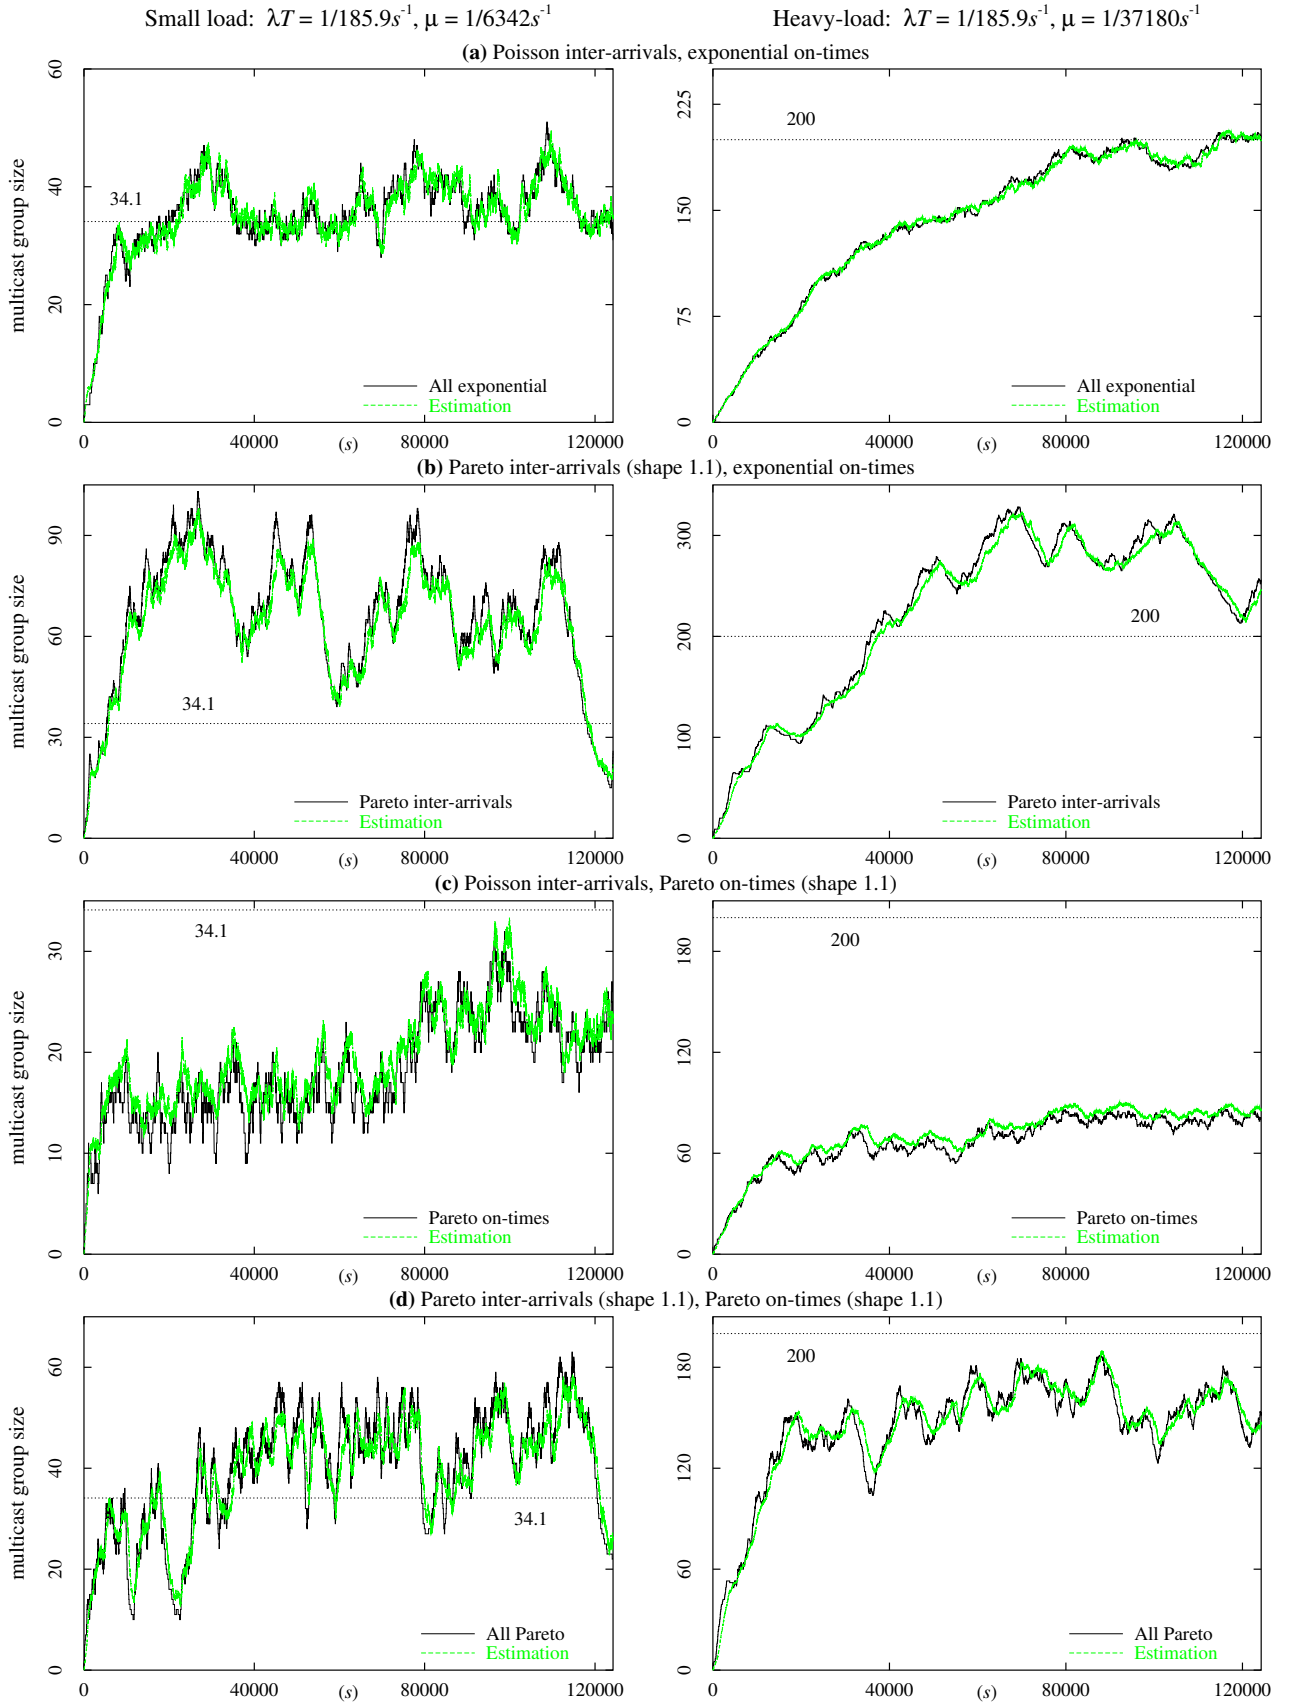 Small load: λT = 1/185.9s⁻¹, μ = 1/6342s⁻¹
Heavy-load: λT = 1/185.9s⁻¹, μ = 1/37180s⁻¹
(a) Poisson inter-arrivals, exponential on-times
multicast group size
60
40
20
0
34.1
All exponential
Estimation
0 40000 (s) 80000 120000
225
150
75
0
200
All exponential
Estimation
0 40000 (s) 80000 120000
(b) Pareto inter-arrivals (shape 1.1), exponential on-times
multicast group size
90
60
30
0
34.1
Pareto inter-arrivals
Estimation
0 40000 (s) 80000 120000
300
200
100
0
200
Pareto inter-arrivals
Estimation
0 40000 (s) 80000 120000
(c) Poisson inter-arrivals, Pareto on-times (shape 1.1)
multicast group size
30
20
10
0
34.1
Pareto on-times
Estimation
0 40000 (s) 80000 120000
180
120
60
0
200
Pareto on-times
Estimation
0 40000 (s) 80000 120000
(d) Pareto inter-arrivals (shape 1.1), Pareto on-times (shape 1.1)
multicast group size
60
40
20
0
34.1
All Pareto
Estimation
0 40000 (s) 80000 120000
180
120
60
0
200
All Pareto
Estimation
0 40000 (s) 80000 120000